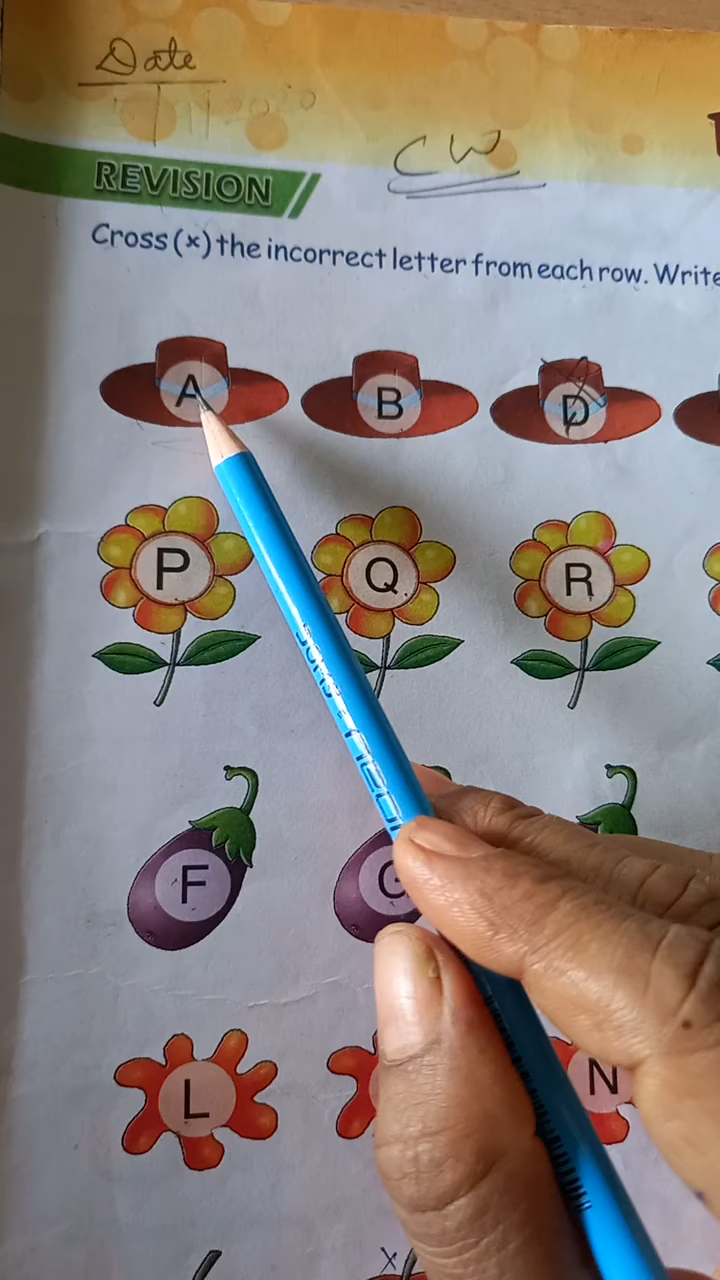 Date
CW
REVISION
Cross (×) the incorrect letter from each row. Write
A B D
P Q R
F G
L N